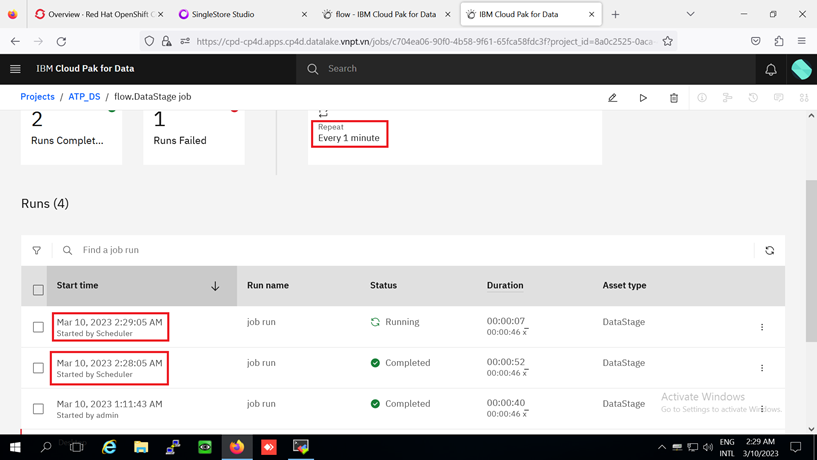 Overview - Red Hat OpenShift C
SingleStore Studio
flow - IBM Cloud Pak for Data
IBM Cloud Pak for Data
https://cpd-cp4d.apps.cp4d.datalake.vnpt.vn/jobs/c704ea06-90f0-4b58-9f61-65fca58fdc3f?project_id=8a0c2525-0aca-
IBM Cloud Pak for Data
Search
Projects / ATP_DS / flow.DataStage job
2
Runs Complet...
1
Runs Failed
Repeat
Every 1 minute
Runs (4)
Find a job run
Start time
Run name
Status
Duration
Asset type
Mar 10, 2023 2:29:05 AM
Started by Scheduler
job run
Running
00:00:07
00:00:46 x̅
DataStage
Mar 10, 2023 2:28:05 AM
Started by Scheduler
job run
Completed
00:00:52
00:00:46 x̅
DataStage
Mar 10, 2023 1:11:43 AM
Started by admin
job run
Completed
00:00:40
00:00:46 x̅
DataStage
Activate Windows
Go to Settings to activate Windows.
ENG
INTL
2:29 AM
3/10/2023